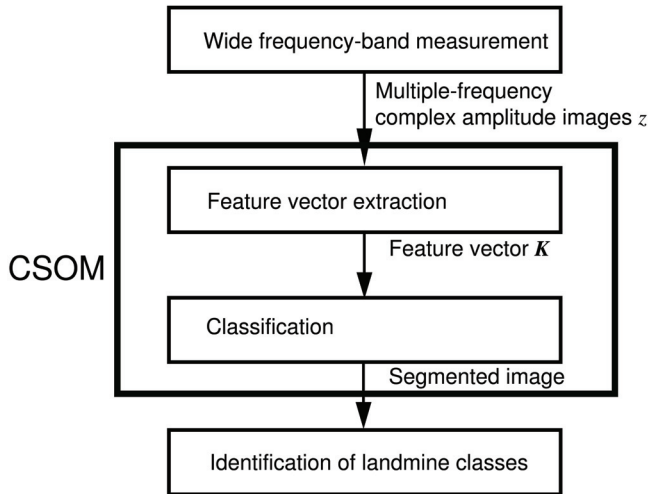 Wide frequency-band measurement
Multiple-frequency
complex amplitude images z
Feature vector extraction
Feature vector K
CSOM
Classification
Segmented image
Identification of landmine classes